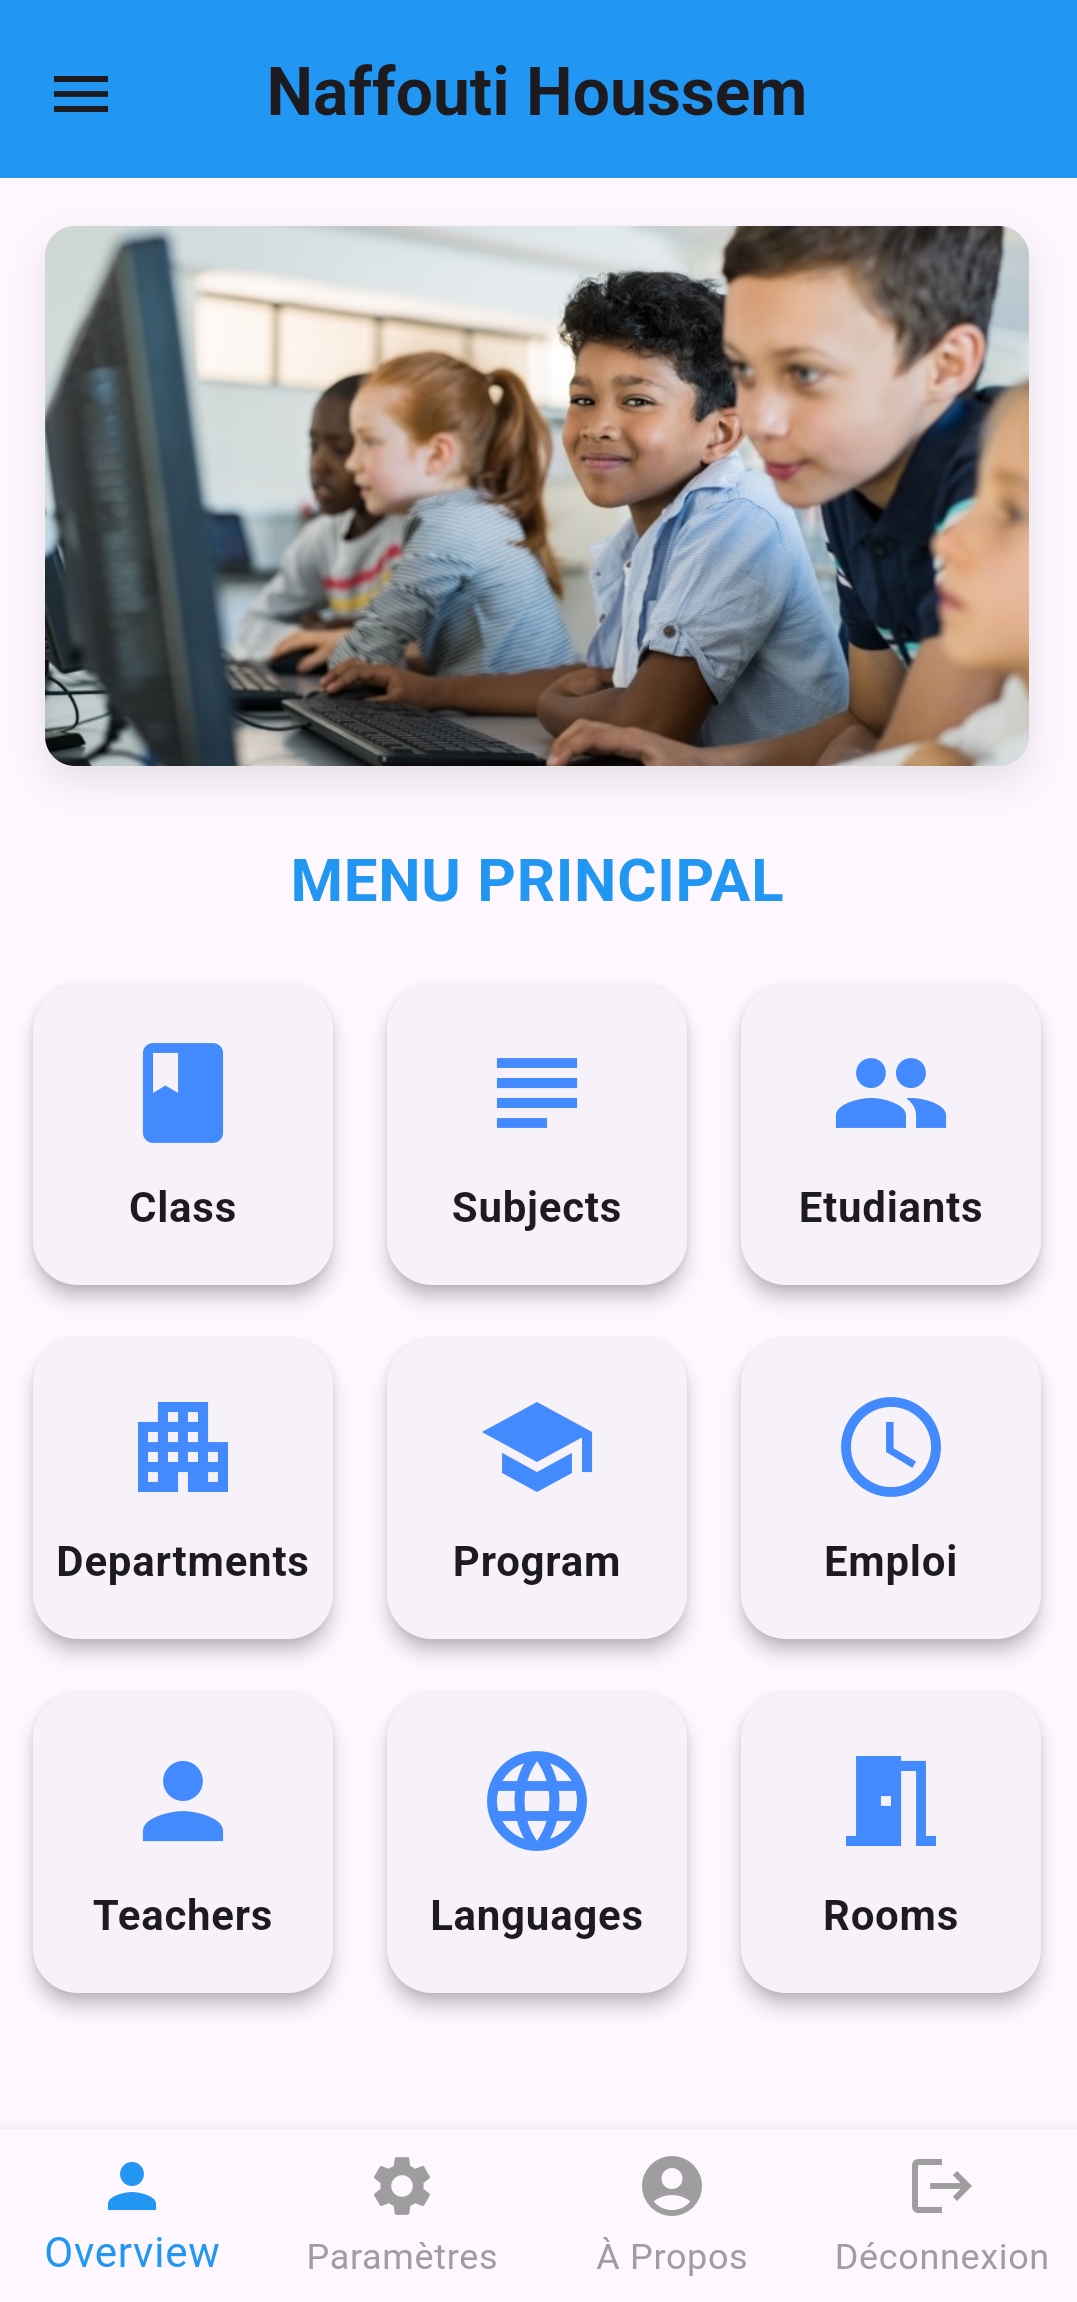 Naffouti Houssem
MENU PRINCIPAL
Class
Subjects
Etudiants
Departments
Program
Emploi
Teachers
Languages
Rooms
Overview
Paramètres
À Propos
Déconnexion